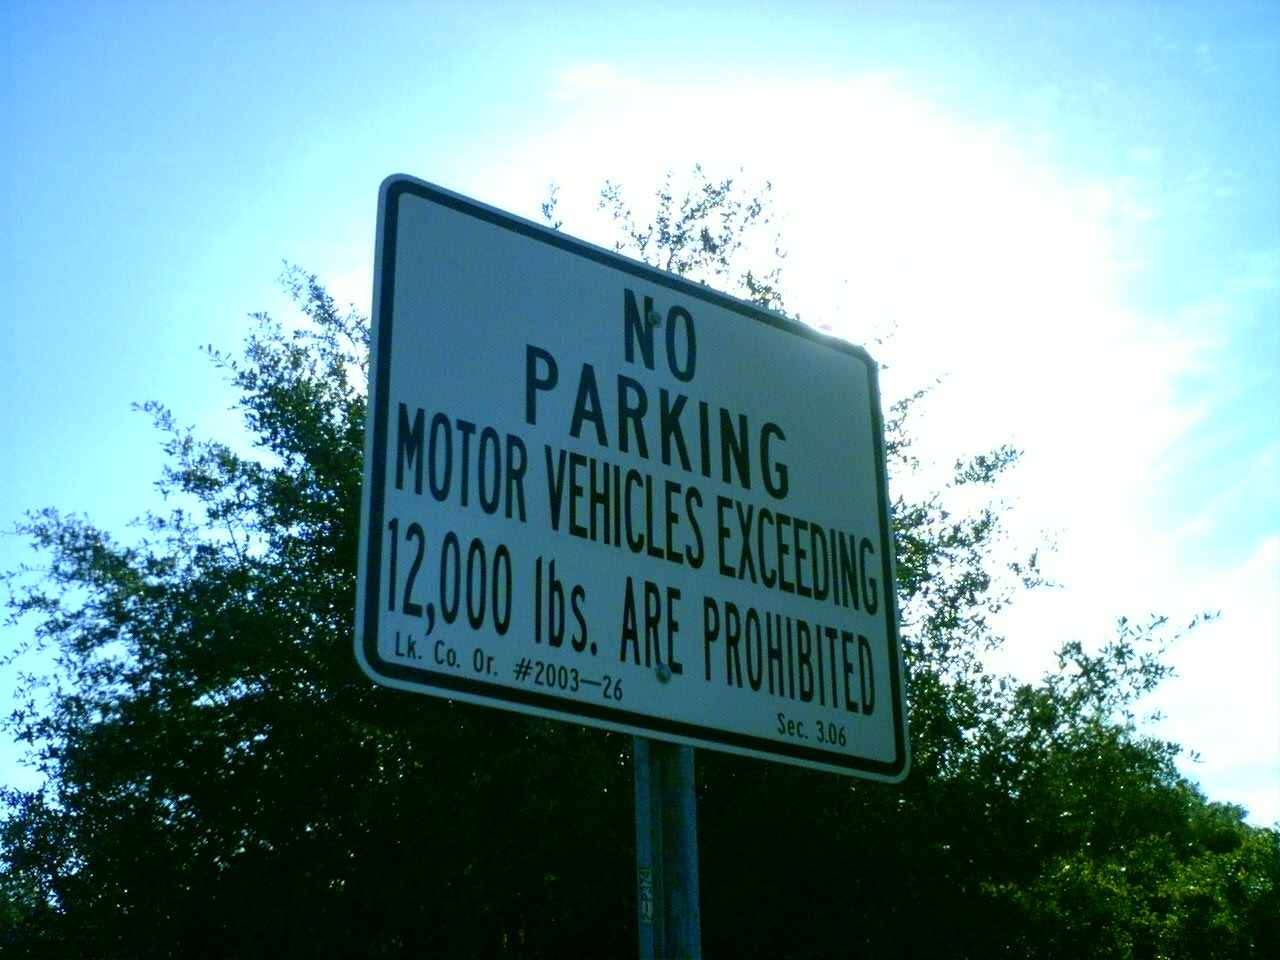 NO
PARKING
MOTOR VEHICLES EXCEEDING
12,000 lbs. ARE PROHIBITED
Lk. Co. Or. #2003-26
Sec. 3.06